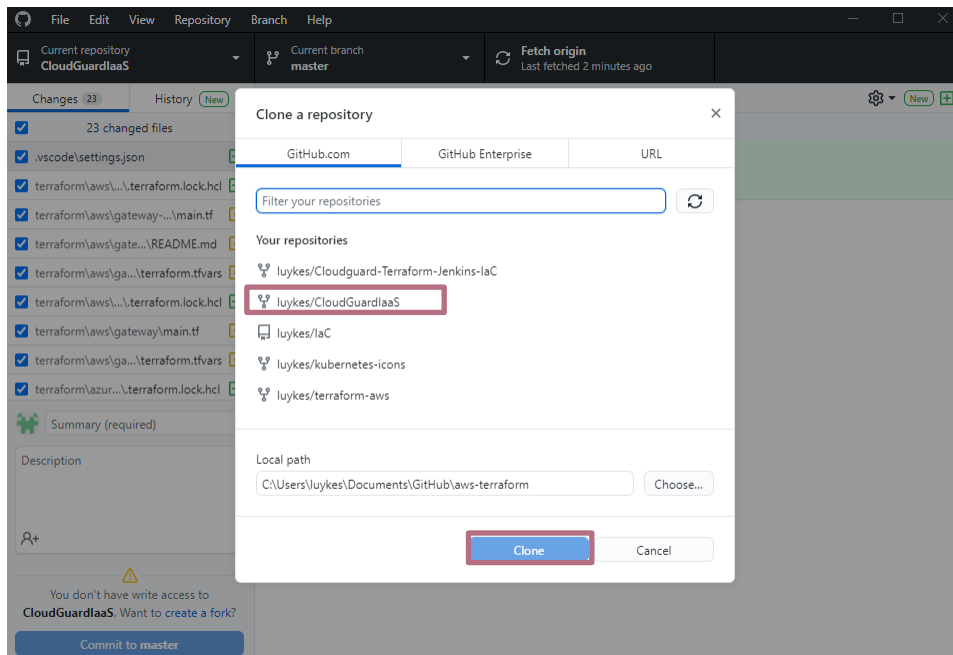 File Edit View Repository Branch Help
Current repository
CloudGuardIaaS
Current branch
master
Fetch origin
Last fetched 2 minutes ago
Changes 23
History New
New
23 changed files
.vscode\settings.json
terraform\aws\...\.terraform.lock.hcl
terraform\aws\gateway-...\main.tf
terraform\aws\gate...\README.md
terraform\aws\ga...\terraform.tfvars
terraform\aws\...\.terraform.lock.hcl
terraform\aws\gateway\main.tf
terraform\aws\ga...\terraform.tfvars
terraform\azur...\.terraform.lock.hcl
Summary (required)
Description
You don't have write access to
CloudGuardIaaS. Want to create a fork?
Commit to master
Clone a repository
GitHub.com GitHub Enterprise URL
Filter your repositories
Your repositories
luykes/Cloudguard-Terraform-Jenkins-IaC
luykes/CloudGuardIaaS
luykes/IaC
luykes/kubernetes-icons
luykes/terraform-aws
Local path
C:\Users\luykes\Documents\GitHub\aws-terraform
Choose...
Clone Cancel